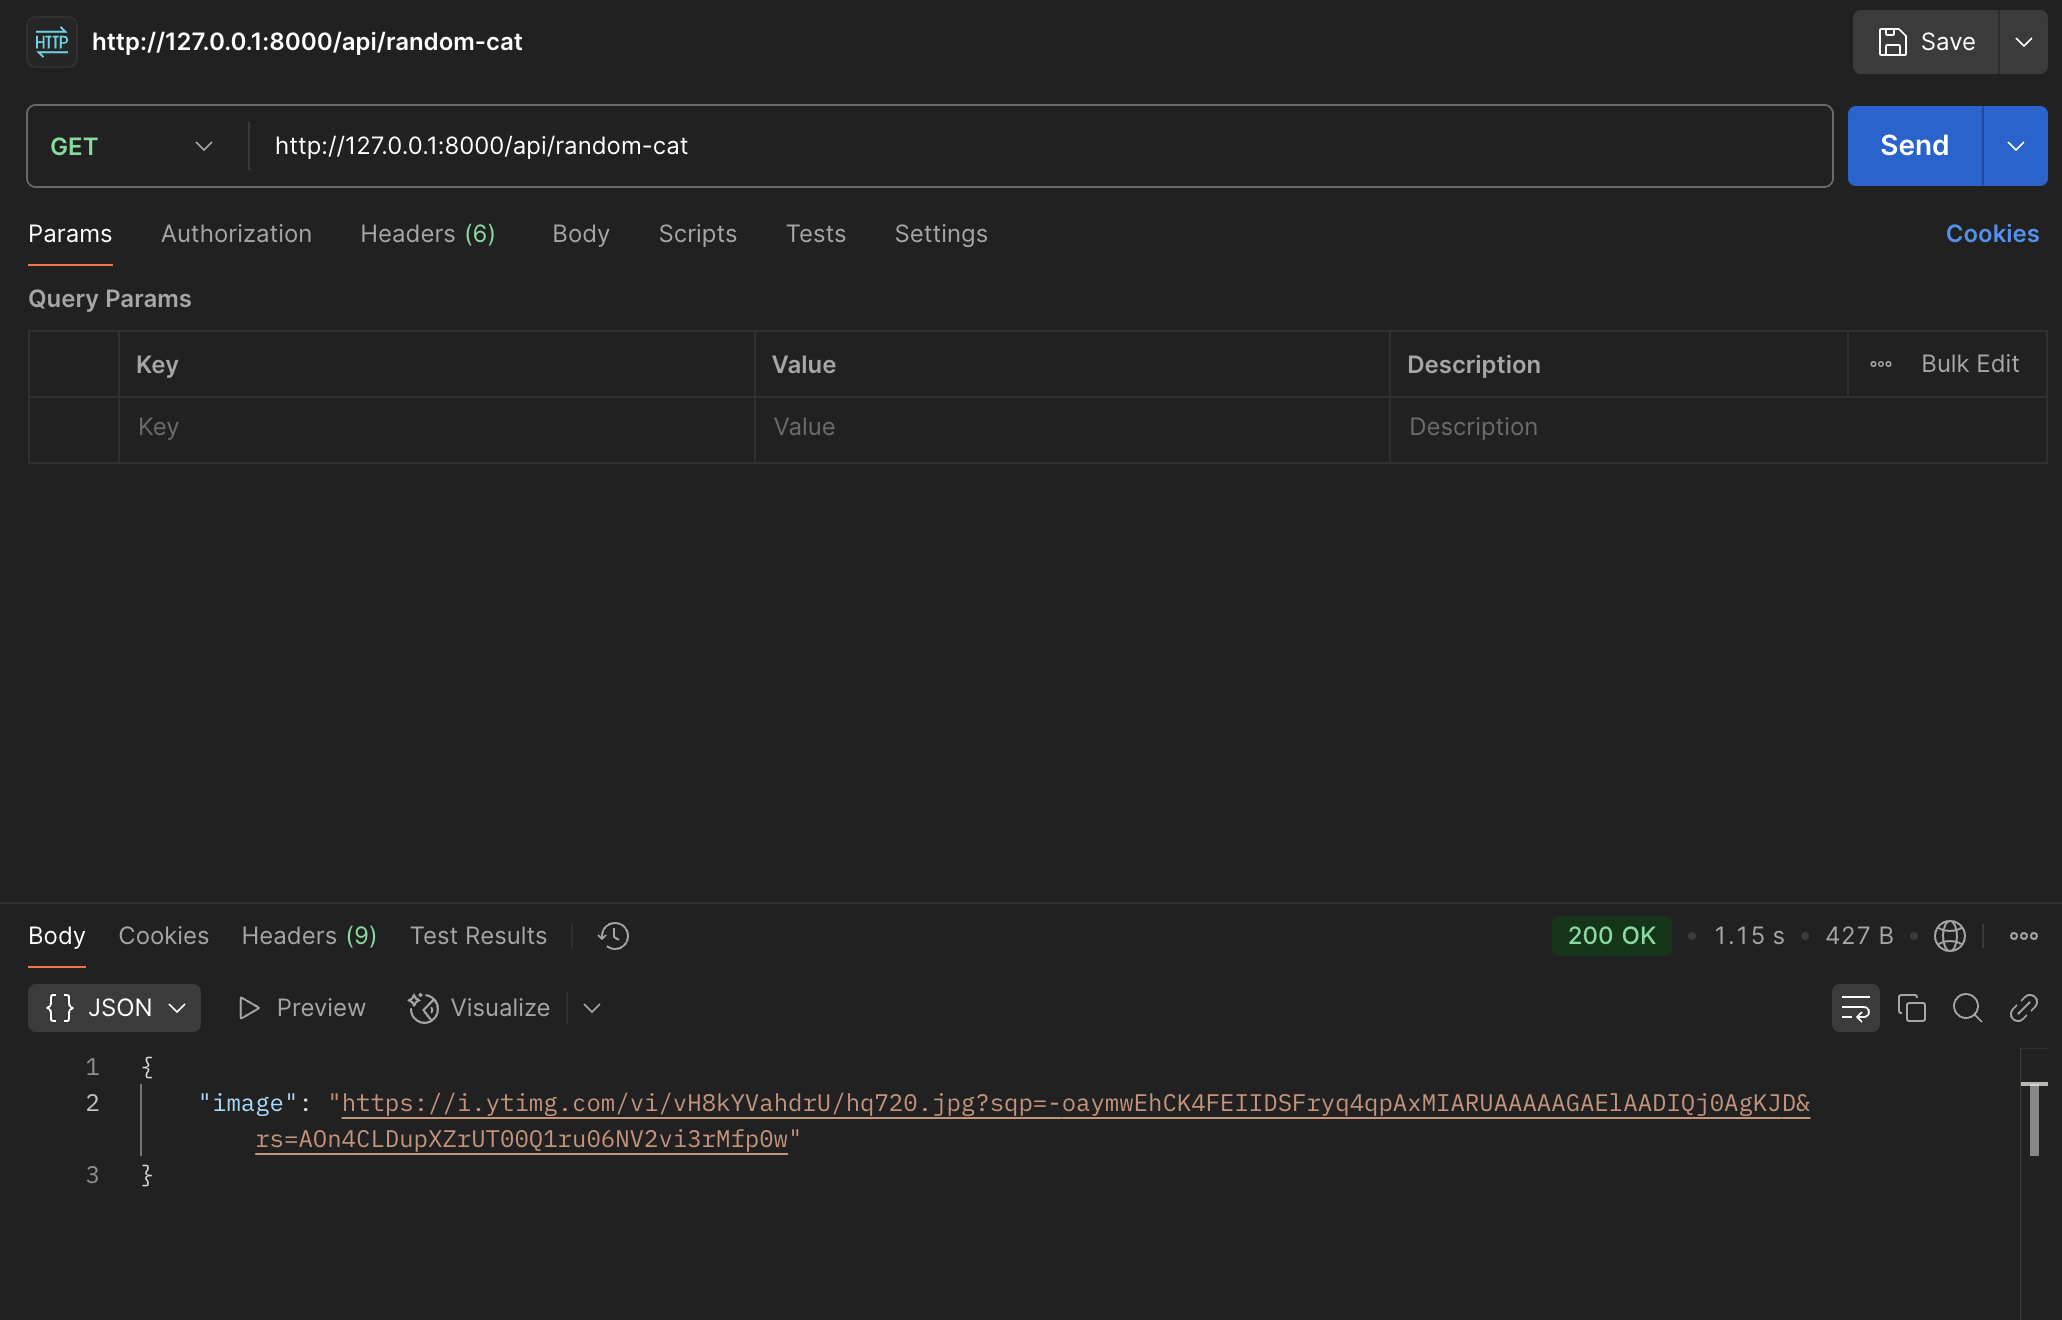 HTTP http://127.0.0.1:8000/api/random-cat Save
GET http://127.0.0.1:8000/api/random-cat Send
Params Authorization Headers (6) Body Scripts Tests Settings Cookies
Query Params
Key Value Description Bulk Edit
Key Value Description
Body Cookies Headers (9) Test Results 200 OK • 1.15 s • 427 B
{ } JSON Preview Visualize
1 {
2 "image": "https://i.ytimg.com/vi/vH8kYVahdrU/hq720.jpg?sqp=-oaymwEhCK4FEIIDSFryq4qpAxMIARUAAAAAGAElAADIQj0AgKJD&
rs=AOn4CLDupXZrUT00Q1ru06NV2vi3rMfp0w"
3 }